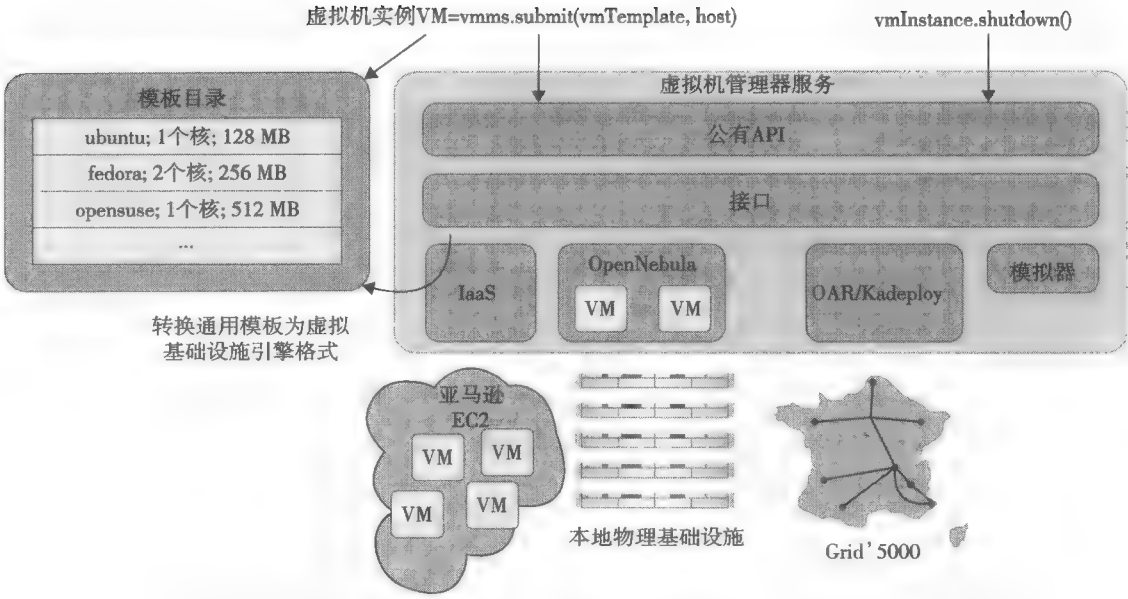 虚拟机实例VM=vmms.submit(vmTemplate, host)
vmInstance.shutdown()
模板目录
ubuntu; 1个核; 128 MB
fedora; 2个核; 256 MB
opensuse; 1个核; 512 MB
...
转换通用模板为虚拟
基础设施引擎格式
虚拟机管理器服务
公有API
接口
IaaS
OpenNebula
VM
VM
OAR/Kadeploy
模拟器
亚马逊
EC2
VM
VM
VM
VM
本地物理基础设施
Grid' 5000